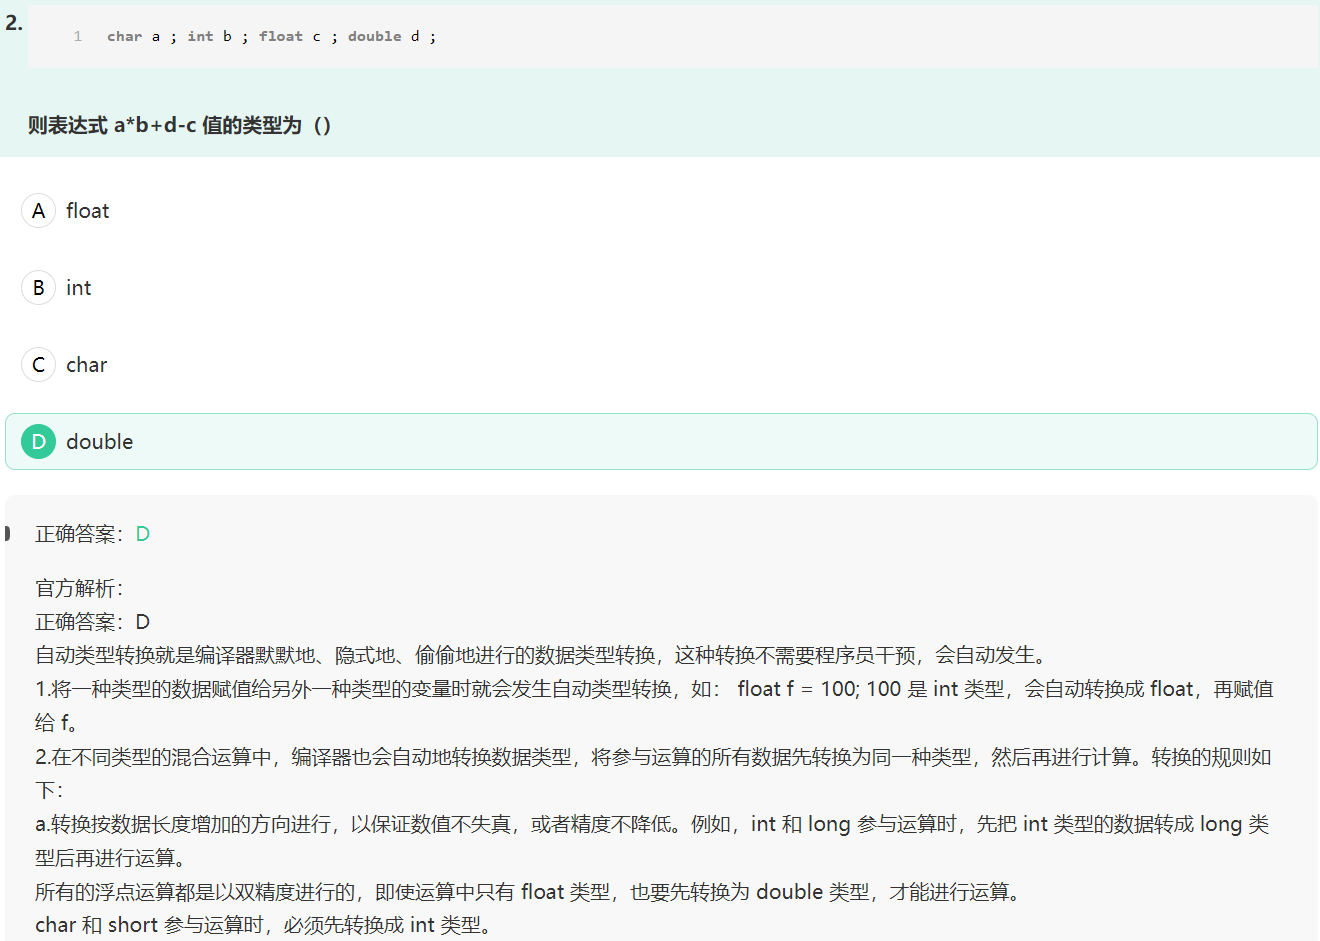 2.
1 char a ; int b ; float c ; double d ;
则表达式 a*b+d-c 值的类型为（）
A float
B int
C char
D double
正确答案：D
官方解析：
正确答案：D
自动类型转换就是编译器默默地、隐式地、偷偷地进行的数据类型转换，这种转换不需要程序员干预，会自动发生。
1.将一种类型的数据赋值给另外一种类型的变量时就会发生自动类型转换，如： float f = 100; 100 是 int 类型，会自动转换成 float，再赋值
给 f。
2.在不同类型的混合运算中，编译器也会自动地转换数据类型，将参与运算的所有数据先转换为同一种类型，然后再进行计算。转换的规则如
下：
a.转换按数据长度增加的方向进行，以保证数值不失真，或者精度不降低。例如，int 和 long 参与运算时，先把 int 类型的数据转成 long 类
型后再进行运算。
所有的浮点运算都是以双精度进行的，即使运算中只有 float 类型，也要先转换为 double 类型，才能进行运算。
char 和 short 参与运算时，必须先转换成 int 类型。